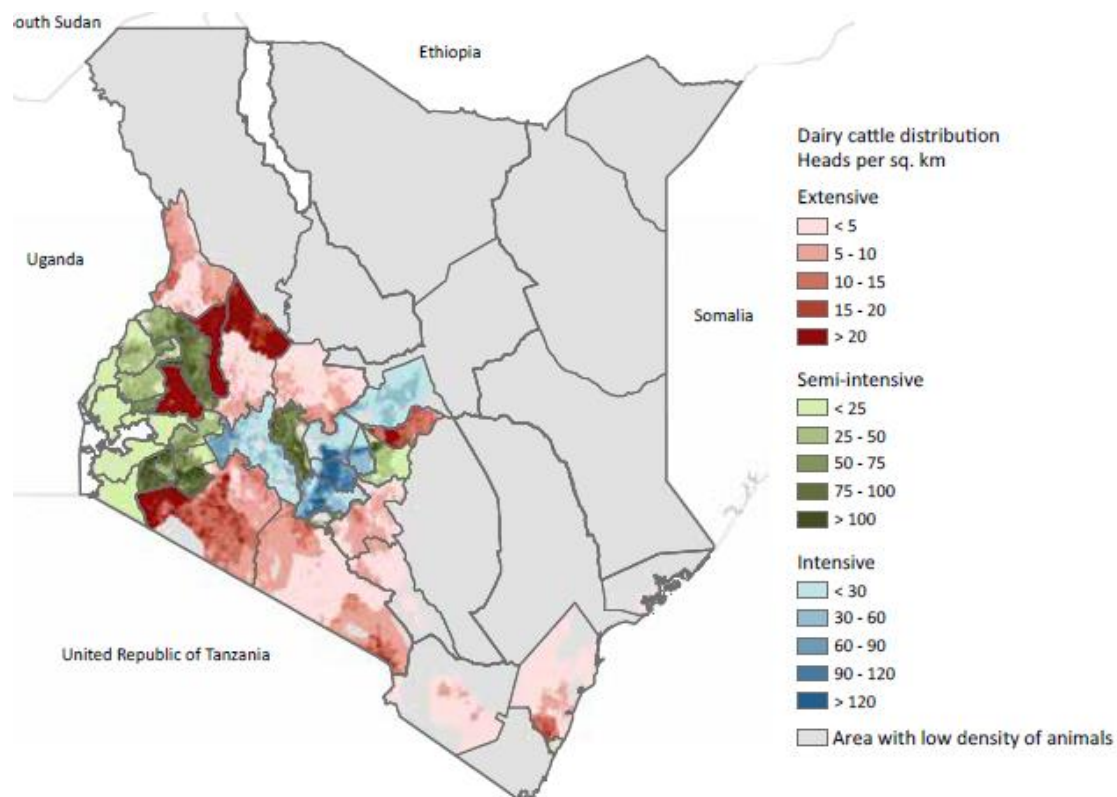 outh Sudan
Ethiopia
Uganda
Somalia
United Republic of Tanzania
Dairy cattle distribution
Heads per sq. km
Extensive
< 5
5 - 10
10 - 15
15 - 20
> 20
Semi-intensive
< 25
25 - 50
50 - 75
75 - 100
> 100
Intensive
< 30
30 - 60
60 - 90
90 - 120
> 120
Area with low density of animals